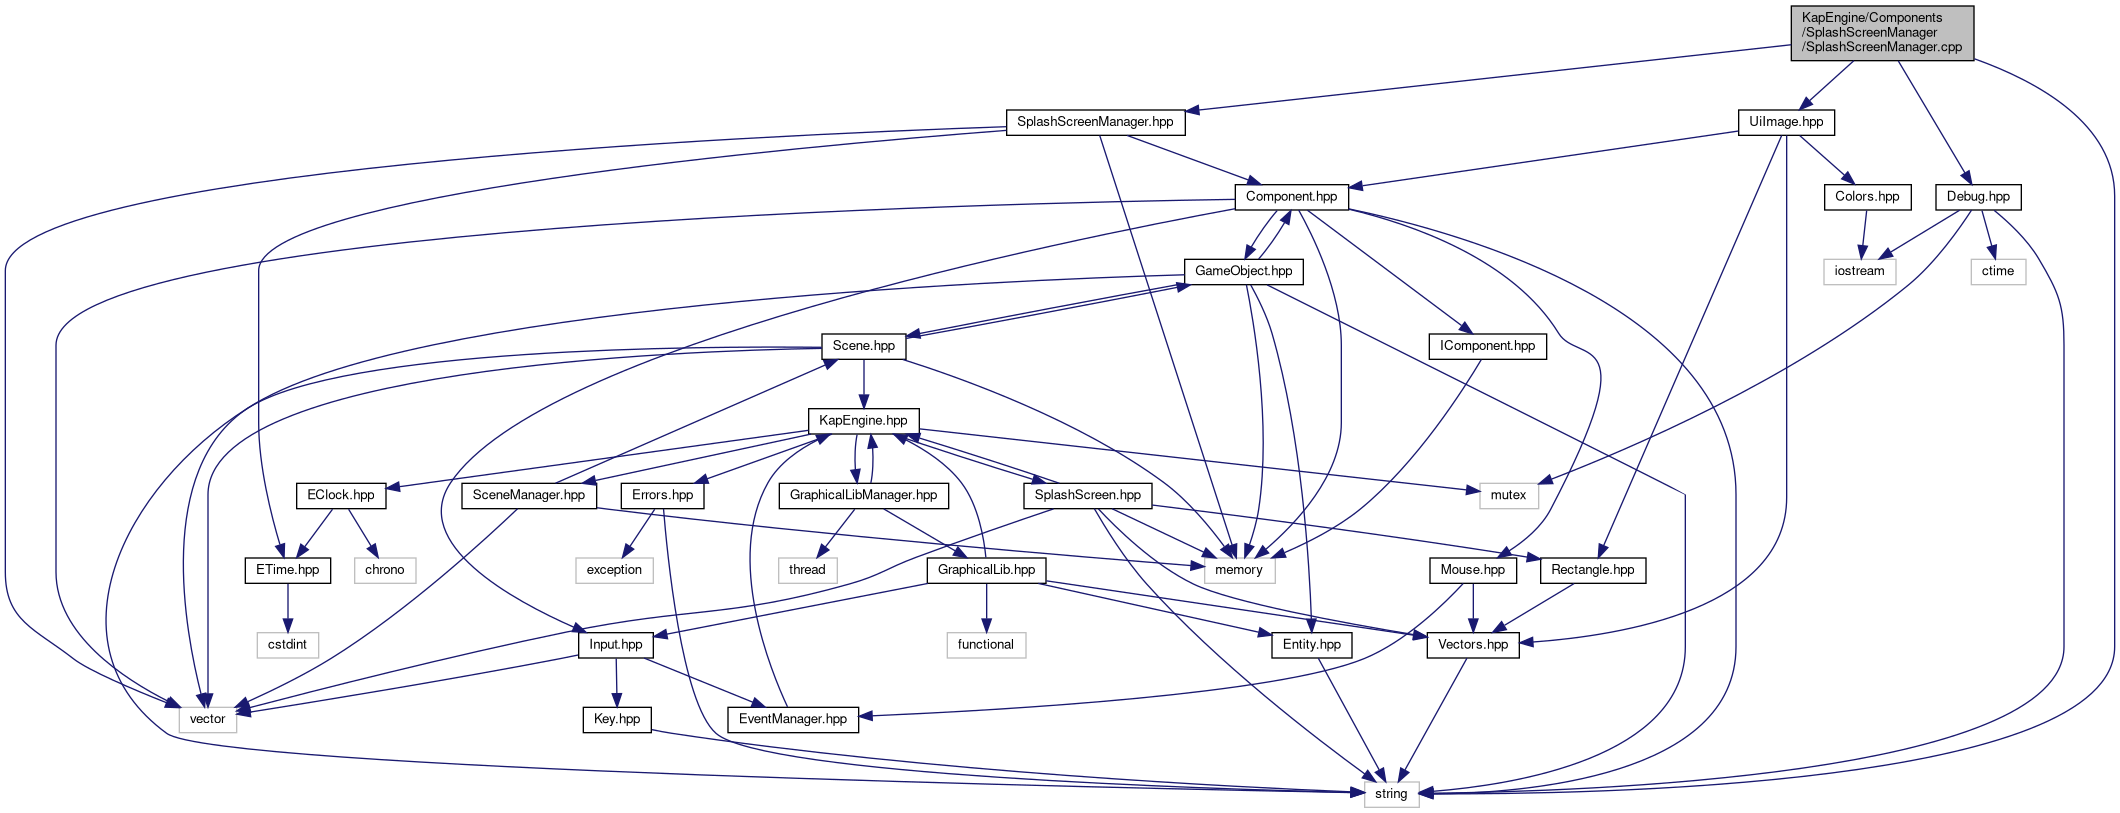 KapEngine/Components
/SplashScreenManager
/SplashScreenManager.cpp
SplashScreenManager.hpp
UiImage.hpp
Component.hpp
Colors.hpp
Debug.hpp
GameObject.hpp
iostream
ctime
Scene.hpp
IComponent.hpp
KapEngine.hpp
EClock.hpp
SceneManager.hpp
Errors.hpp
GraphicalLibManager.hpp
SplashScreen.hpp
mutex
ETime.hpp
chrono
exception
thread
GraphicalLib.hpp
memory
Mouse.hpp
Rectangle.hpp
cstdint
Input.hpp
functional
Entity.hpp
Vectors.hpp
vector
Key.hpp
EventManager.hpp
string